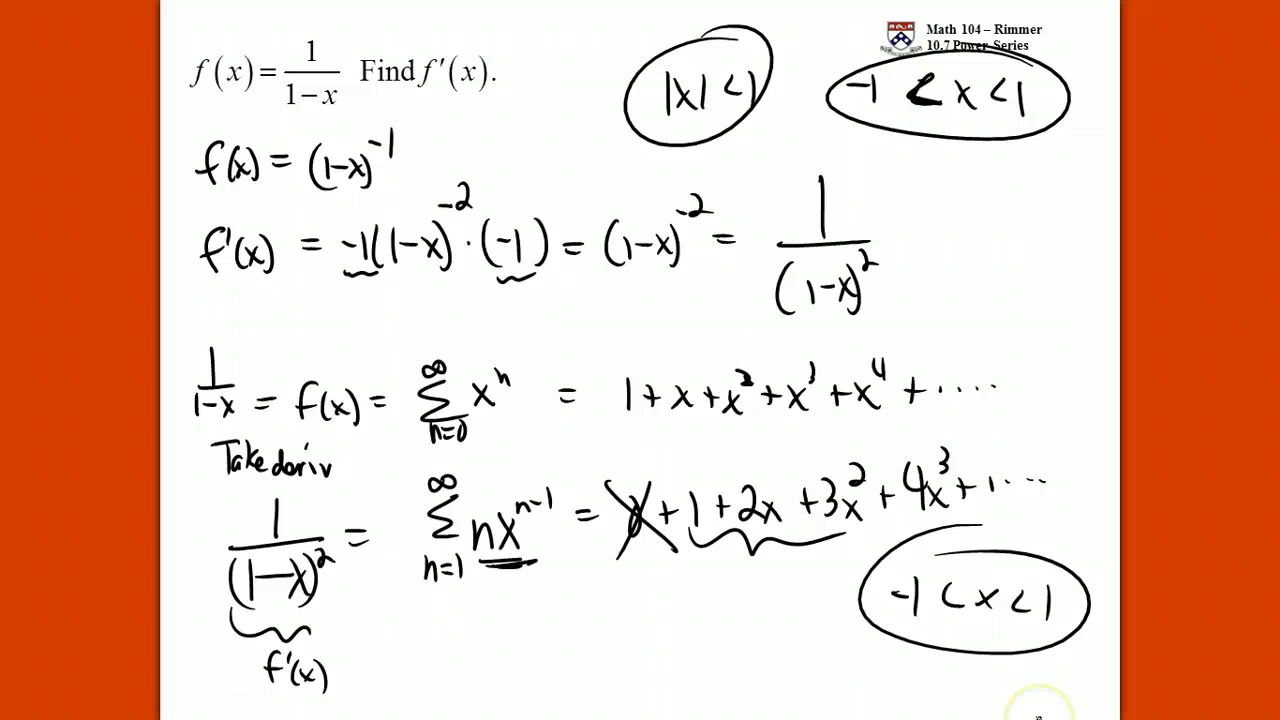 Math 104 – Rimmer
10.7 Power Series
f(x) = 1/(1−x) Find f′(x).
|x| < 1
-1 < x < 1
f(x) = (1-x)^-1
f'(x) = -1(1-x)^-2 · (-1) = (1-x)^-2 = 1/(1-x)^2
1/(1-x) = f(x) = ∑_{n=0}^∞ x^n = 1 + x + x^2 + x^3 + x^4 + ....
Take deriv
1/(1-x)^2 = ∑_{n=1}^∞ nx^{n-1} = 0 + 1 + 2x + 3x^2 + 4x^3 + ....
-1 < x < 1
f'(x)